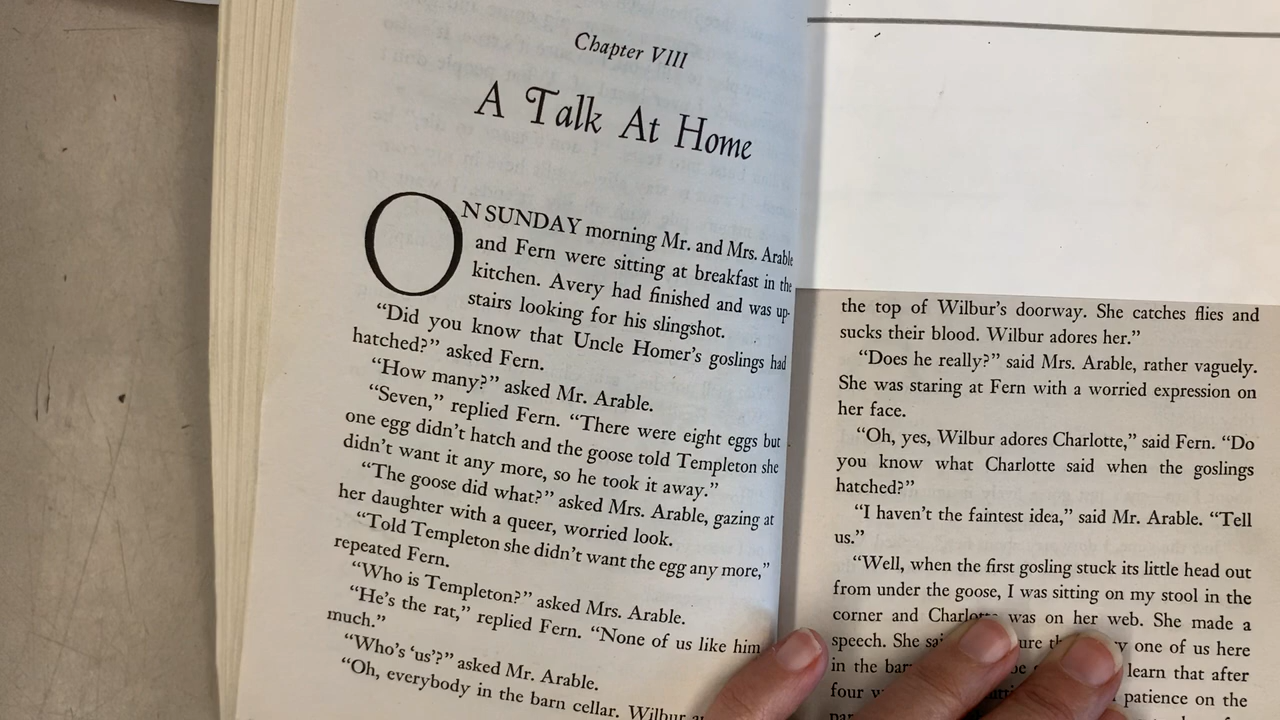 Chapter VIII
A Talk At Home
ON SUNDAY morning Mr. and Mrs. Arable
and Fern were sitting at breakfast in the
kitchen. Avery had finished and was up-
stairs looking for his slingshot.
“Did you know that Uncle Homer’s goslings had
hatched?” asked Fern.
“How many?” asked Mr. Arable.
“Seven,” replied Fern. “There were eight eggs but
one egg didn’t hatch and the goose told Templeton she
didn’t want it any more, so he took it away.”
“The goose did what?” asked Mrs. Arable, gazing at
her daughter with a queer, worried look.
“Told Templeton she didn’t want the egg any more,”
repeated Fern.
“Who is Templeton?” asked Mrs. Arable.
“He’s the rat,” replied Fern. “None of us like him
much.”
“Who’s ‘us’?” asked Mr. Arable.
“Oh, everybody in the barn cellar. Wilbur
the top of Wilbur’s doorway. She catches flies and
sucks their blood. Wilbur adores her.”
“Does he really?” said Mrs. Arable, rather vaguely.
She was staring at Fern with a worried expression on
her face.
“Oh, yes, Wilbur adores Charlotte,” said Fern. “Do
you know what Charlotte said when the goslings
hatched?”
“I haven’t the faintest idea,” said Mr. Arable. “Tell
us.”
“Well, when the first gosling stuck its little head out
from under the goose, I was sitting on my stool in the
corner and Charlotte was on her web. She made a
speech. She one of us here
in the learn that after
four patience on the